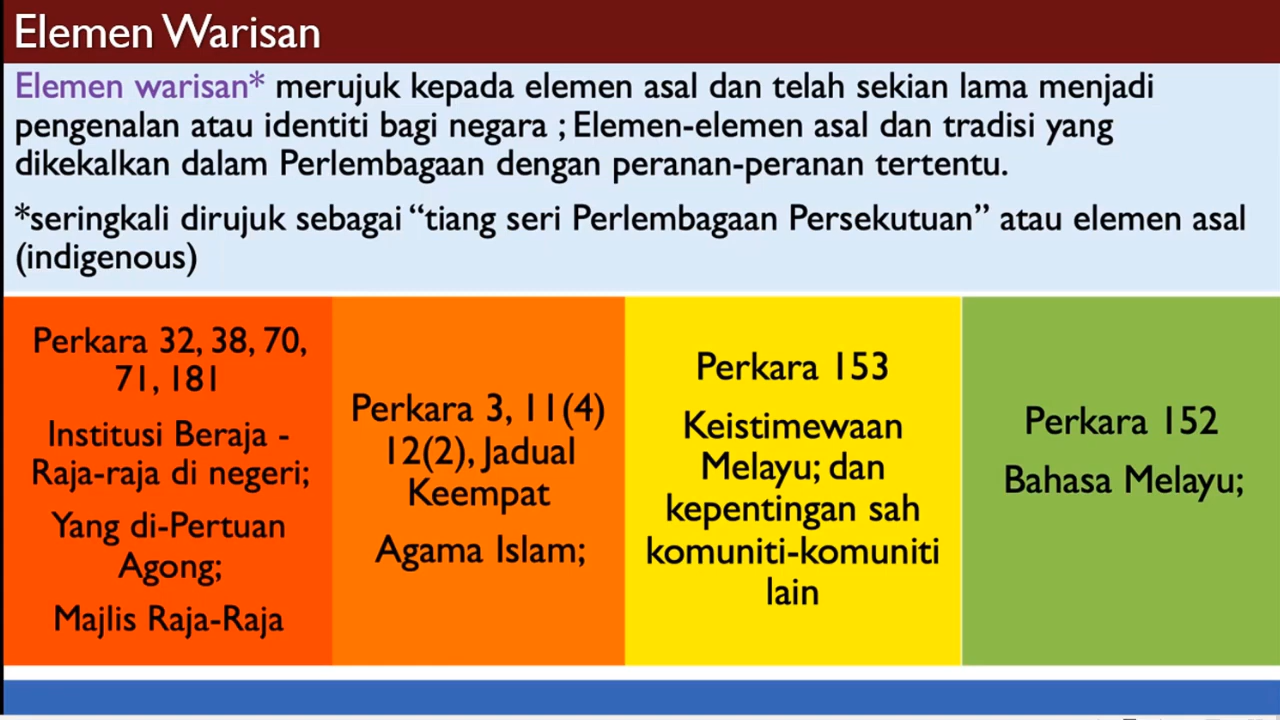 Elemen Warisan
Elemen warisan* merujuk kepada elemen asal dan telah sekian lama menjadi
pengenalan atau identiti bagi negara ; Elemen-elemen asal dan tradisi yang
dikekalkan dalam Perlembagaan dengan peranan-peranan tertentu.
*seringkali dirujuk sebagai “tiang seri Perlembagaan Persekutuan” atau elemen asal
(indigenous)
Perkara 32, 38, 70,
71, 181
Institusi Beraja -
Raja-raja di negeri;
Yang di-Pertuan
Agong;
Majlis Raja-Raja
Perkara 3, 11(4)
12(2), Jadual
Keempat
Agama Islam;
Perkara 153
Keistimewaan
Melayu; dan
kepentingan sah
komuniti-komuniti
lain
Perkara 152
Bahasa Melayu;